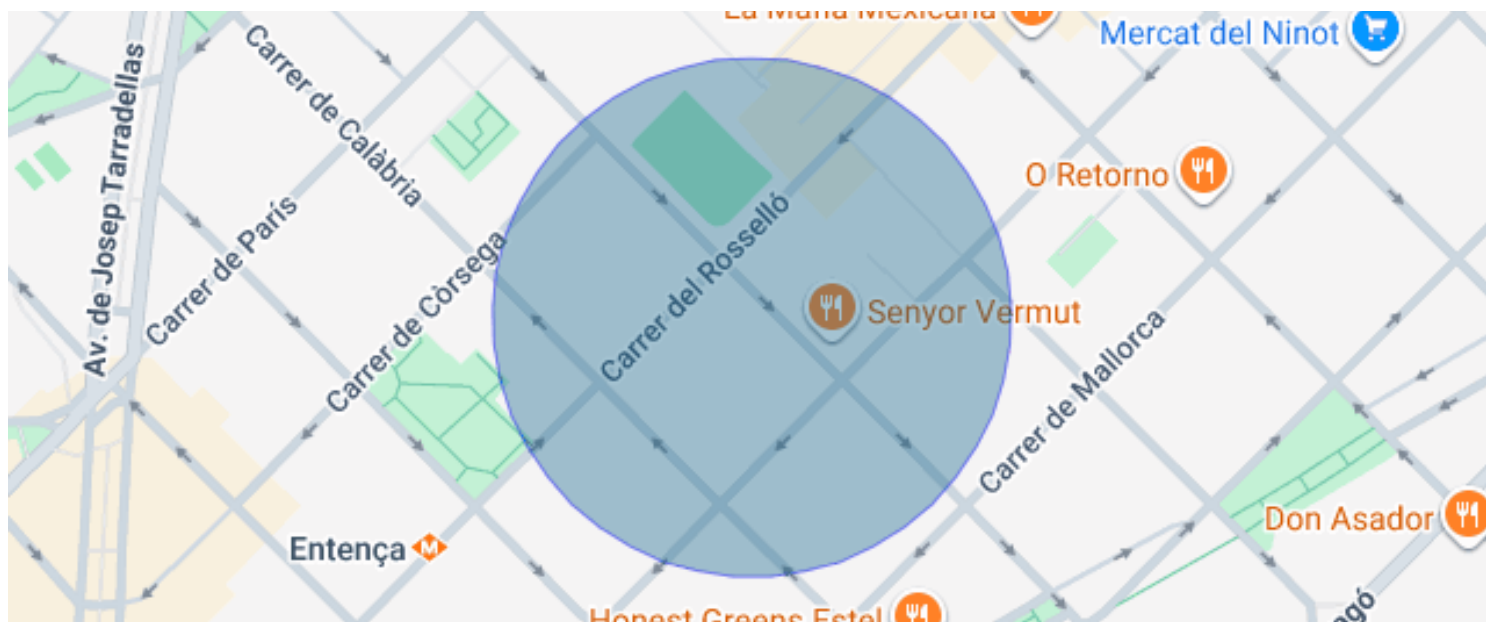 La Maña Mexicana
Mercat del Ninot
Carrer de Calàbria
Av. de Josep Tarradellas
O Retorno
Carrer de París
Carrer de Còrsega
Carrer del Rosselló
Senyor Vermut
Carrer de Mallorca
Entença
M
Don Asador
Honest Greens Estel
agó